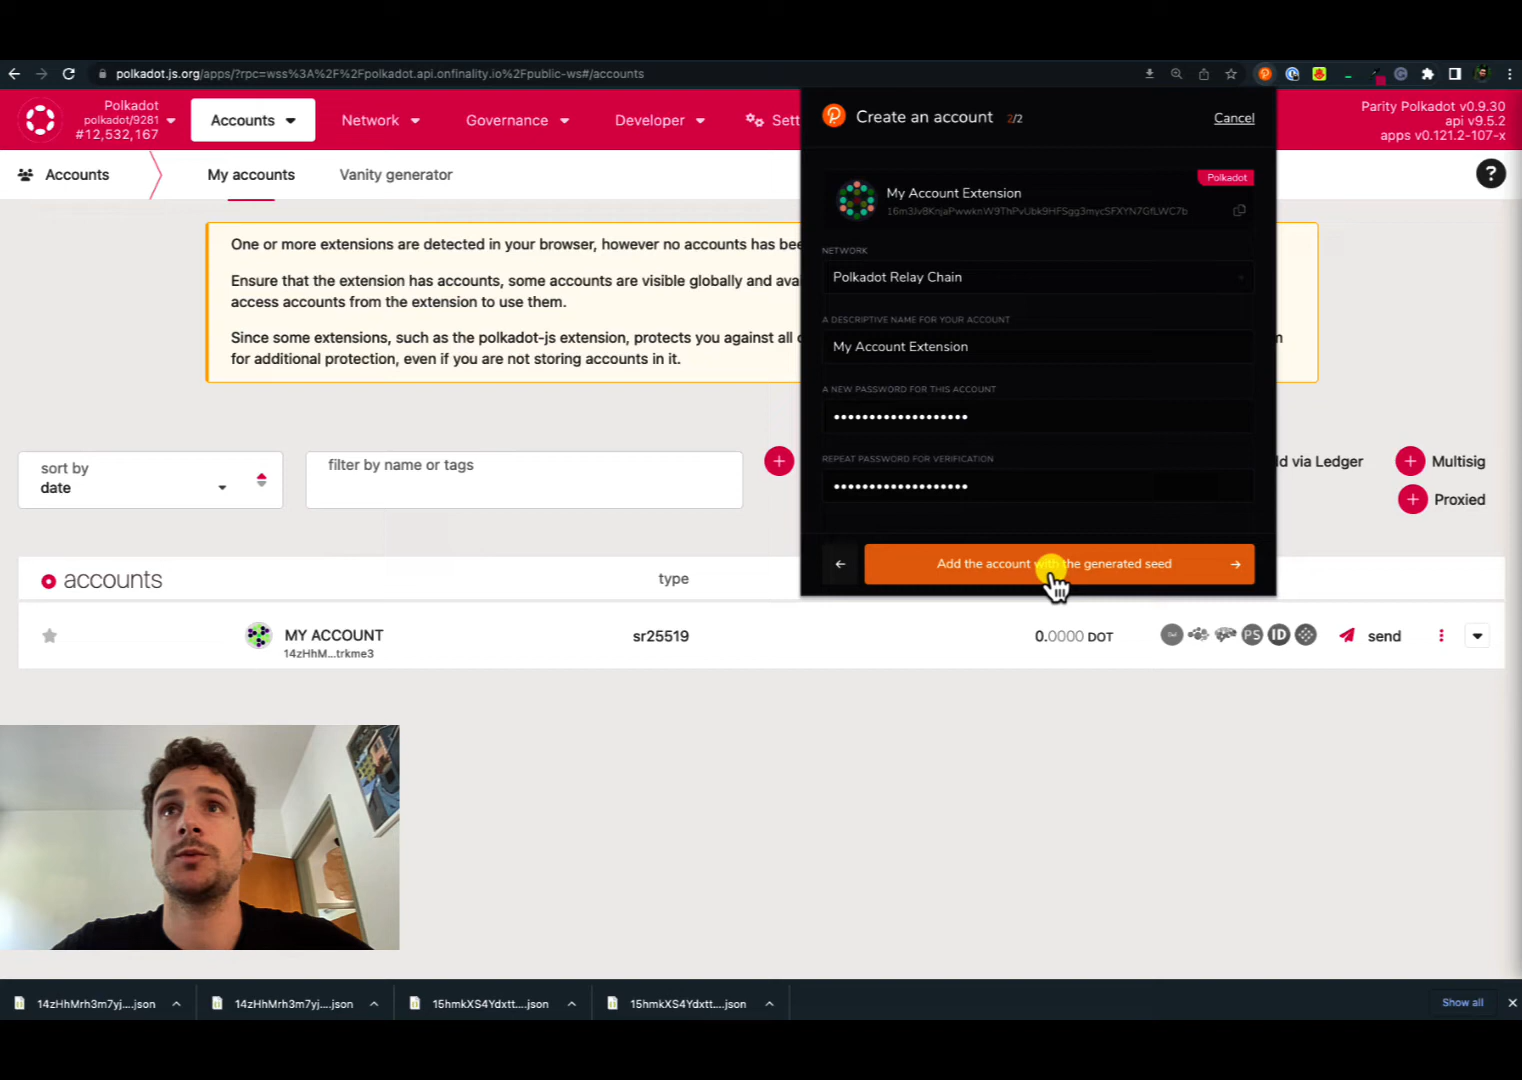 polkadot.js.org/apps/?rpc=wss%3A%2F%2Fpolkadot.api.onfinality.io%2Fpublic-ws#/accounts
Polkadot
polkadot/9281
#12,532,167
Accounts
Network
Governance
Developer
Sett
Parity Polkadot v0.9.30
api v9.5.2
apps v0.121.2-107-x
Accounts
My accounts
Vanity generator
?
One or more extensions are detected in your browser, however no accounts has bee
Ensure that the extension has accounts, some accounts are visible globally and avai
access accounts from the extension to use them.
Since some extensions, such as the polkadot-js extension, protects you against all c
m
for additional protection, even if you are not storing accounts in it.
Create an account 2/2
Cancel
Polkadot
My Account Extension
16m3Jv8KnjaPwwknW9ThPvUbk9HFSgg3mycSFXYN7GfLWC7b
NETWORK
Polkadot Relay Chain
A DESCRIPTIVE NAME FOR YOUR ACCOUNT
My Account Extension
A NEW PASSWORD FOR THIS ACCOUNT
REPEAT PASSWORD FOR VERIFICATION
Add the account with the generated seed
sort by
date
filter by name or tags
ld via Ledger
Multisig
Proxied
accounts
type
MY ACCOUNT
14zHhM...trkme3
sr25519
0.0000 DOT
PS
ID
send
14zHhMrh3m7yj....json
14zHhMrh3m7yj....json
15hmkXS4Ydxtt....json
15hmkXS4Ydxtt....json
Show all